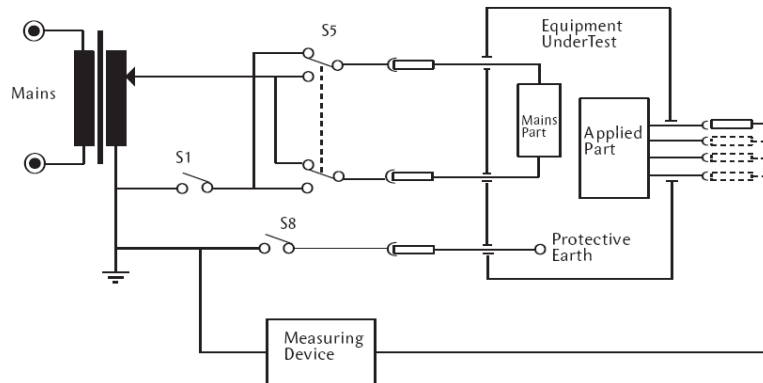 S5
Equipment
UnderTest
Mains
Mains
Part
Applied
Part
S1
S8
Protective
Earth
Measuring
Device